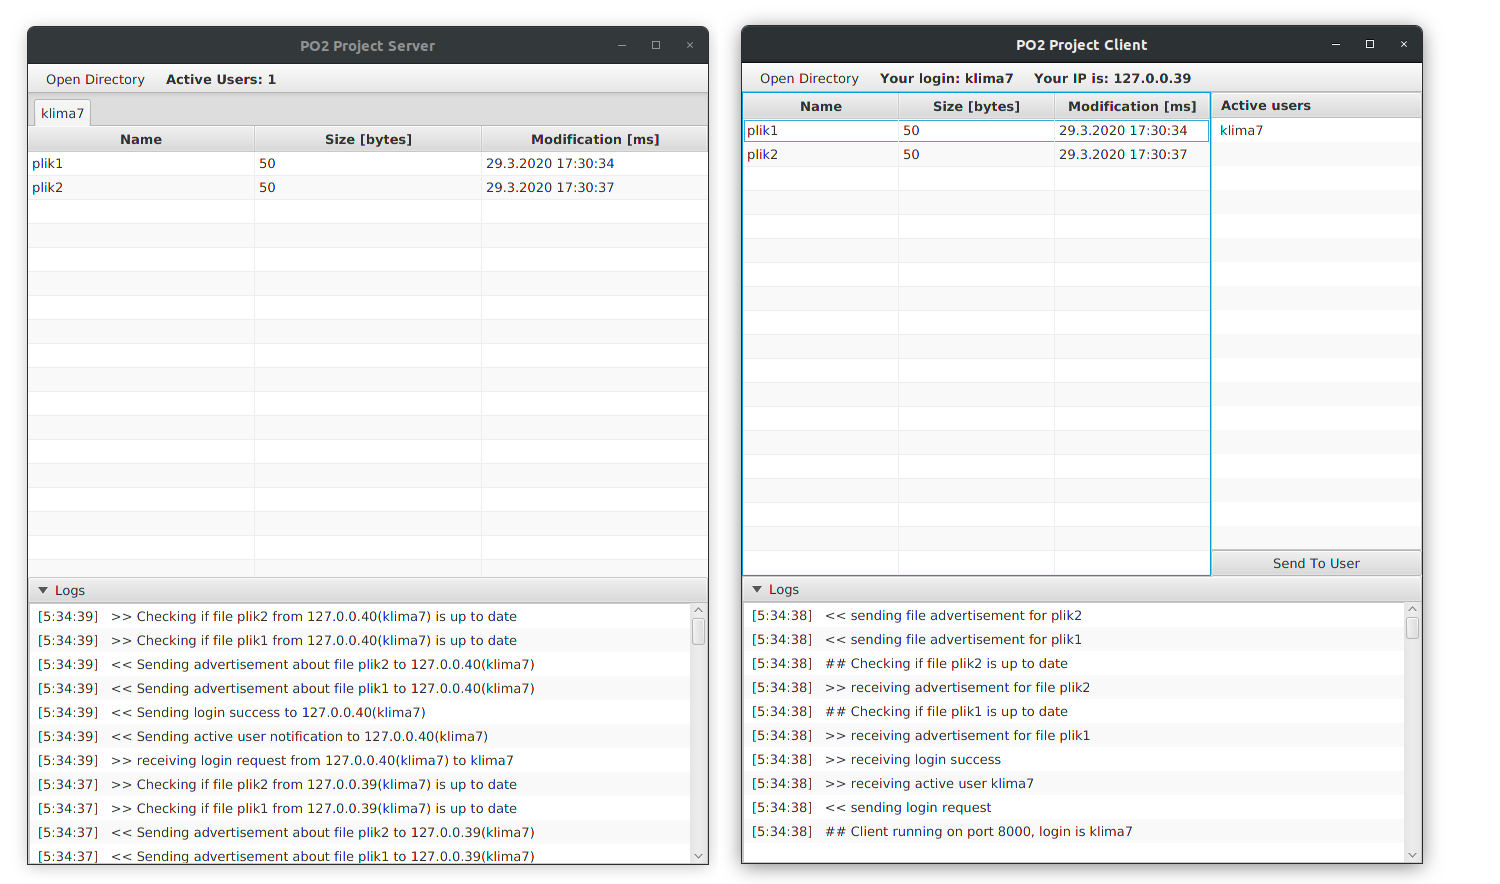 PO2 Project Server
Open Directory Active Users: 1
klima7
Name Size [bytes] Modification [ms]
plik1 50 29.3.2020 17:30:34
plik2 50 29.3.2020 17:30:37
Logs
[5:34:39] >> Checking if file plik2 from 127.0.0.40(klima7) is up to date
[5:34:39] >> Checking if file plik1 from 127.0.0.40(klima7) is up to date
[5:34:39] << Sending advertisement about file plik2 to 127.0.0.40(klima7)
[5:34:39] << Sending advertisement about file plik1 to 127.0.0.40(klima7)
[5:34:39] << Sending login success to 127.0.0.40(klima7)
[5:34:39] << Sending active user notification to 127.0.0.40(klima7)
[5:34:39] >> receiving login request from 127.0.0.40(klima7) to klima7
[5:34:37] >> Checking if file plik2 from 127.0.0.39(klima7) is up to date
[5:34:37] >> Checking if file plik1 from 127.0.0.39(klima7) is up to date
[5:34:37] << Sending advertisement about file plik2 to 127.0.0.39(klima7)
[5:34:37] << Sending advertisement about file plik1 to 127.0.0.39(klima7)
PO2 Project Client
Open Directory Your login: klima7 Your IP is: 127.0.0.39
Name Size [bytes] Modification [ms]
plik1 50 29.3.2020 17:30:34
plik2 50 29.3.2020 17:30:37
Active users
klima7
Send To User
Logs
[5:34:38] << sending file advertisement for plik2
[5:34:38] << sending file advertisement for plik1
[5:34:38] ## Checking if file plik2 is up to date
[5:34:38] >> receiving advertisement for file plik2
[5:34:38] ## Checking if file plik1 is up to date
[5:34:38] >> receiving advertisement for file plik1
[5:34:38] >> receiving login success
[5:34:38] >> receiving active user klima7
[5:34:38] << sending login request
[5:34:38] ## Client running on port 8000, login is klima7